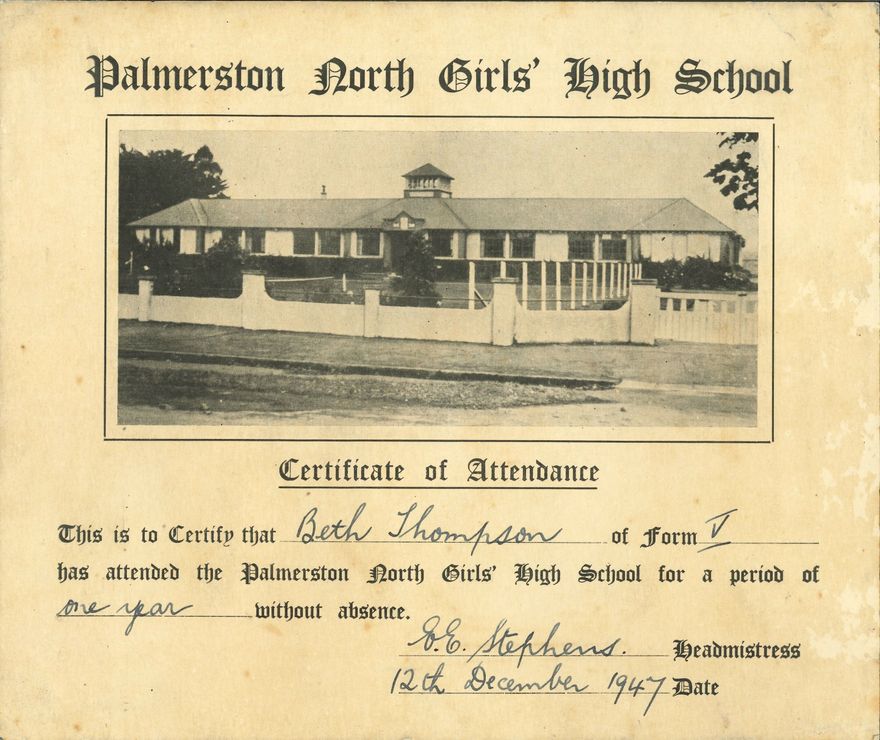 Palmerston North Girls' High School
Certificate of Attendance
This is to Certify that Beth Thompson of Form V
has attended the Palmerston North Girls' High School for a period of
one year without absence.
E.E. Stephens. Headmistress
12th December 1947 Date